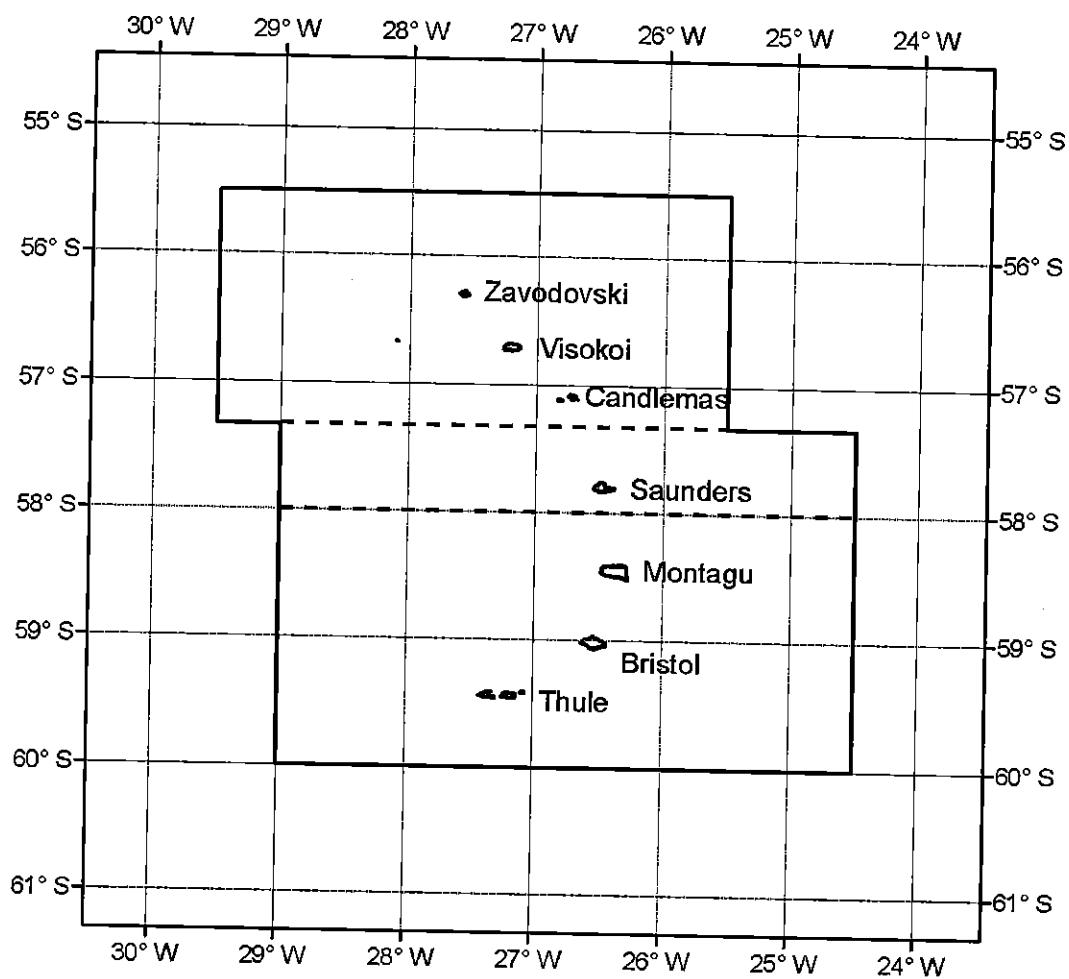 30° W 29° W 28° W 27° W 26° W 25° W 24° W
55° S 55° S
56° S 56° S
Zavodovski
Visokoi
57° S 57° S
Candlemas
Saunders
58° S 58° S
Montagu
59° S 59° S
Bristol
Thule
60° S 60° S
61° S 61° S
30° W 29° W 28° W 27° W 26° W 25° W 24° W